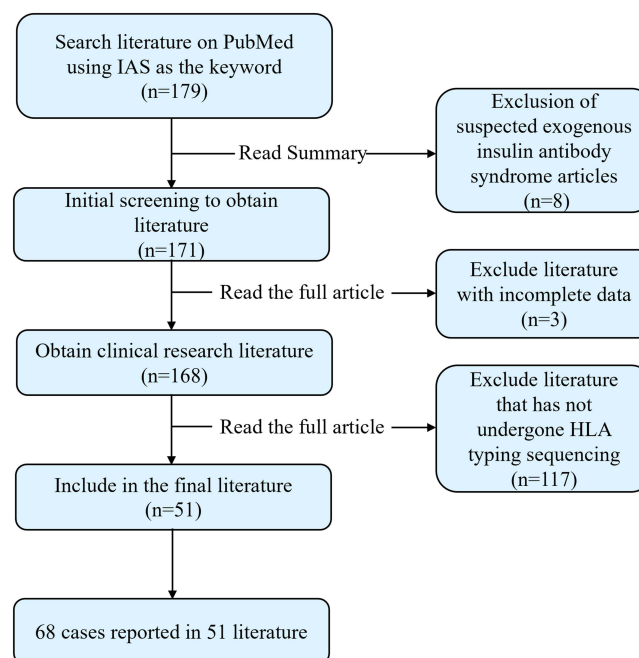 Search literature on PubMed
using IAS as the keyword
(n=179)
Read Summary
Exclusion of
suspected exogenous
insulin antibody
syndrome articles
(n=8)
Initial screening to obtain
literature
(n=171)
Read the full article
Exclude literature
with incomplete data
(n=3)
Obtain clinical research literature
(n=168)
Read the full article
Exclude literature
that has not
undergone HLA
typing sequencing
(n=117)
Include in the final literature
(n=51)
68 cases reported in 51 literature